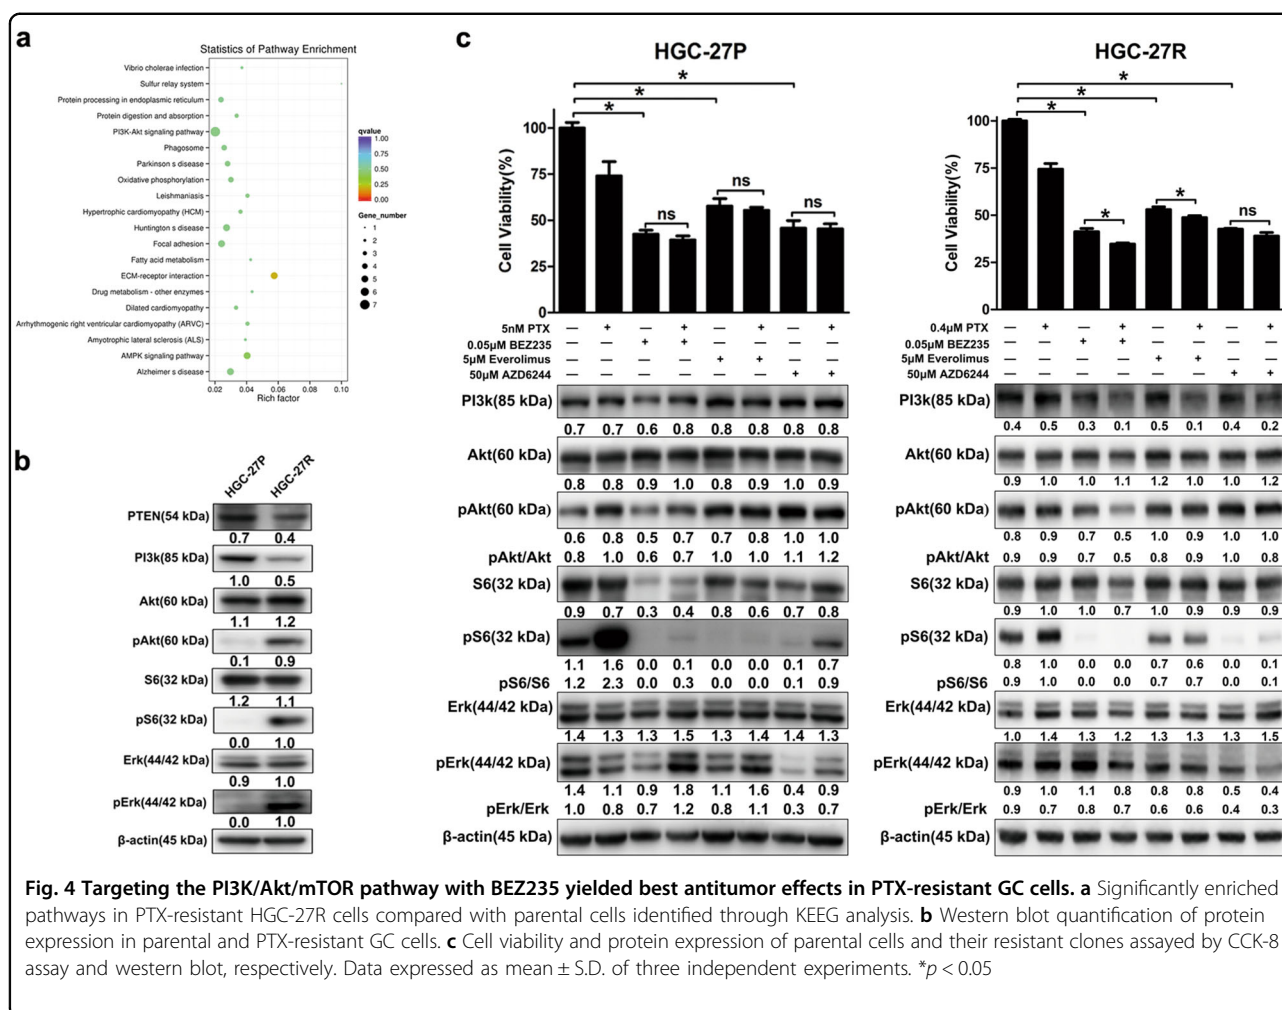 a
Statistics of Pathway Enrichment
Vibrio cholerae infection
Sulfur relay system
Protein processing in endoplasmic reticulum
Protein digestion and absorption
PI3K-Akt signaling pathway
Phagosome
Parkinson s disease
Oxidative phosphorylation
Leishmaniasis
Hypertrophic cardiomyopathy (HCM)
Huntington s disease
Focal adhesion
Fatty acid metabolism
ECM-receptor interaction
Drug metabolism - other enzymes
Dilated cardiomyopathy
Arrhythmogenic right ventricular cardiomyopathy (ARVC)
Amyotrophic lateral sclerosis (ALS)
AMPK signaling pathway
Alzheimer s disease
0.02 0.04 0.06 0.08 0.10
Rich factor
qvalue
1.00
0.75
0.50
0.25
0.00
Gene_number
1
2
3
4
5
6
7
b
HGC-27P HGC-27R
PTEN(54 kDa)
0.7 0.4
PI3k(85 kDa)
1.0 0.5
Akt(60 kDa)
1.1 1.2
pAkt(60 kDa)
0.1 0.9
S6(32 kDa)
1.2 1.1
pS6(32 kDa)
0.0 1.0
Erk(44/42 kDa)
0.9 1.0
pErk(44/42 kDa)
0.0 1.0
β-actin(45 kDa)
c
HGC-27P
Cell Viability(%)
100
75
50
25
0
* * *
ns ns ns
5nM PTX — + — + — + — +
0.05μM BEZ235 — — + + — — — —
5μM Everolimus — — — — + + — —
50μM AZD6244 — — — — — — + +
PI3k(85 kDa)
0.7 0.7 0.6 0.8 0.8 0.8 0.8 0.8
Akt(60 kDa)
0.8 0.8 0.9 1.0 0.8 0.9 1.0 0.9
pAkt(60 kDa)
0.6 0.8 0.5 0.7 0.7 0.8 1.0 1.0
pAkt/Akt 0.8 1.0 0.6 0.7 1.0 1.0 1.1 1.2
S6(32 kDa)
0.9 0.7 0.3 0.4 0.8 0.6 0.7 0.8
pS6(32 kDa)
1.1 1.6 0.0 0.1 0.0 0.0 0.1 0.7
pS6/S6 1.2 2.3 0.0 0.3 0.0 0.0 0.1 0.9
Erk(44/42 kDa)
1.4 1.3 1.3 1.5 1.3 1.4 1.4 1.3
pErk(44/42 kDa)
1.4 1.1 0.9 1.8 1.1 1.6 0.4 0.9
pErk/Erk 1.0 0.8 0.7 1.2 0.8 1.1 0.3 0.7
β-actin(45 kDa)
HGC-27R
Cell Viability(%)
100
75
50
25
0
* * *
* * ns
0.4μM PTX — + — + — + — +
0.05μM BEZ235 — — + + — — — —
5μM Everolimus — — — — + + — —
50μM AZD6244 — — — — — — + +
PI3k(85 kDa)
0.4 0.5 0.3 0.1 0.5 0.1 0.4 0.2
Akt(60 kDa)
0.9 1.0 1.0 1.1 1.2 1.0 1.0 1.2
pAkt(60 kDa)
0.8 0.9 0.7 0.5 1.0 0.9 1.0 1.0
pAkt/Akt 0.9 0.9 0.7 0.5 0.8 0.9 1.0 0.8
S6(32 kDa)
0.9 1.0 1.0 0.7 1.0 0.9 0.9 0.9
pS6(32 kDa)
0.8 1.0 0.0 0.0 0.7 0.6 0.0 0.1
pS6/S6 0.9 1.0 0.0 0.0 0.7 0.7 0.0 0.1
Erk(44/42 kDa)
1.0 1.4 1.3 1.2 1.3 1.3 1.3 1.5
pErk(44/42 kDa)
0.9 1.0 1.1 0.8 0.8 0.8 0.5 0.4
pErk/Erk 0.9 0.7 0.8 0.7 0.6 0.6 0.4 0.3
β-actin(45 kDa)
Fig. 4 Targeting the PI3K/Akt/mTOR pathway with BEZ235 yielded best antitumor effects in PTX-resistant GC cells. a Significantly enriched
pathways in PTX-resistant HGC-27R cells compared with parental cells identified through KEEG analysis. b Western blot quantification of protein
expression in parental and PTX-resistant GC cells. c Cell viability and protein expression of parental cells and their resistant clones assayed by CCK-8
assay and western blot, respectively. Data expressed as mean ± S.D. of three independent experiments. *p < 0.05